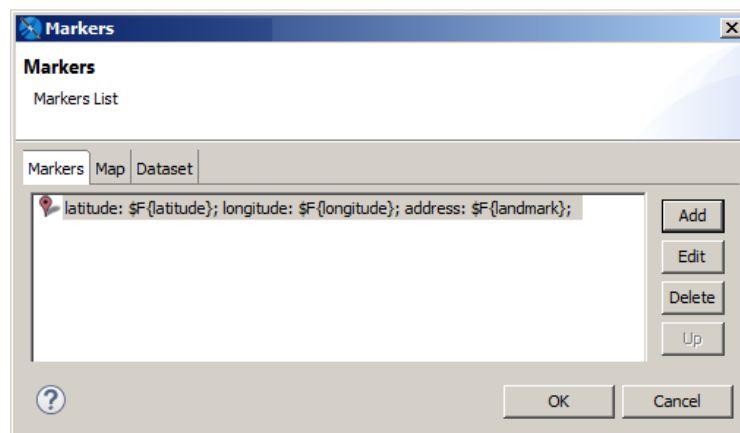 Markers
Markers
Markers List
Markers Map Dataset
latitude: $F{latitude}; longitude: $F{longitude}; address: $F{landmark};
Add
Edit
Delete
Up
OK Cancel